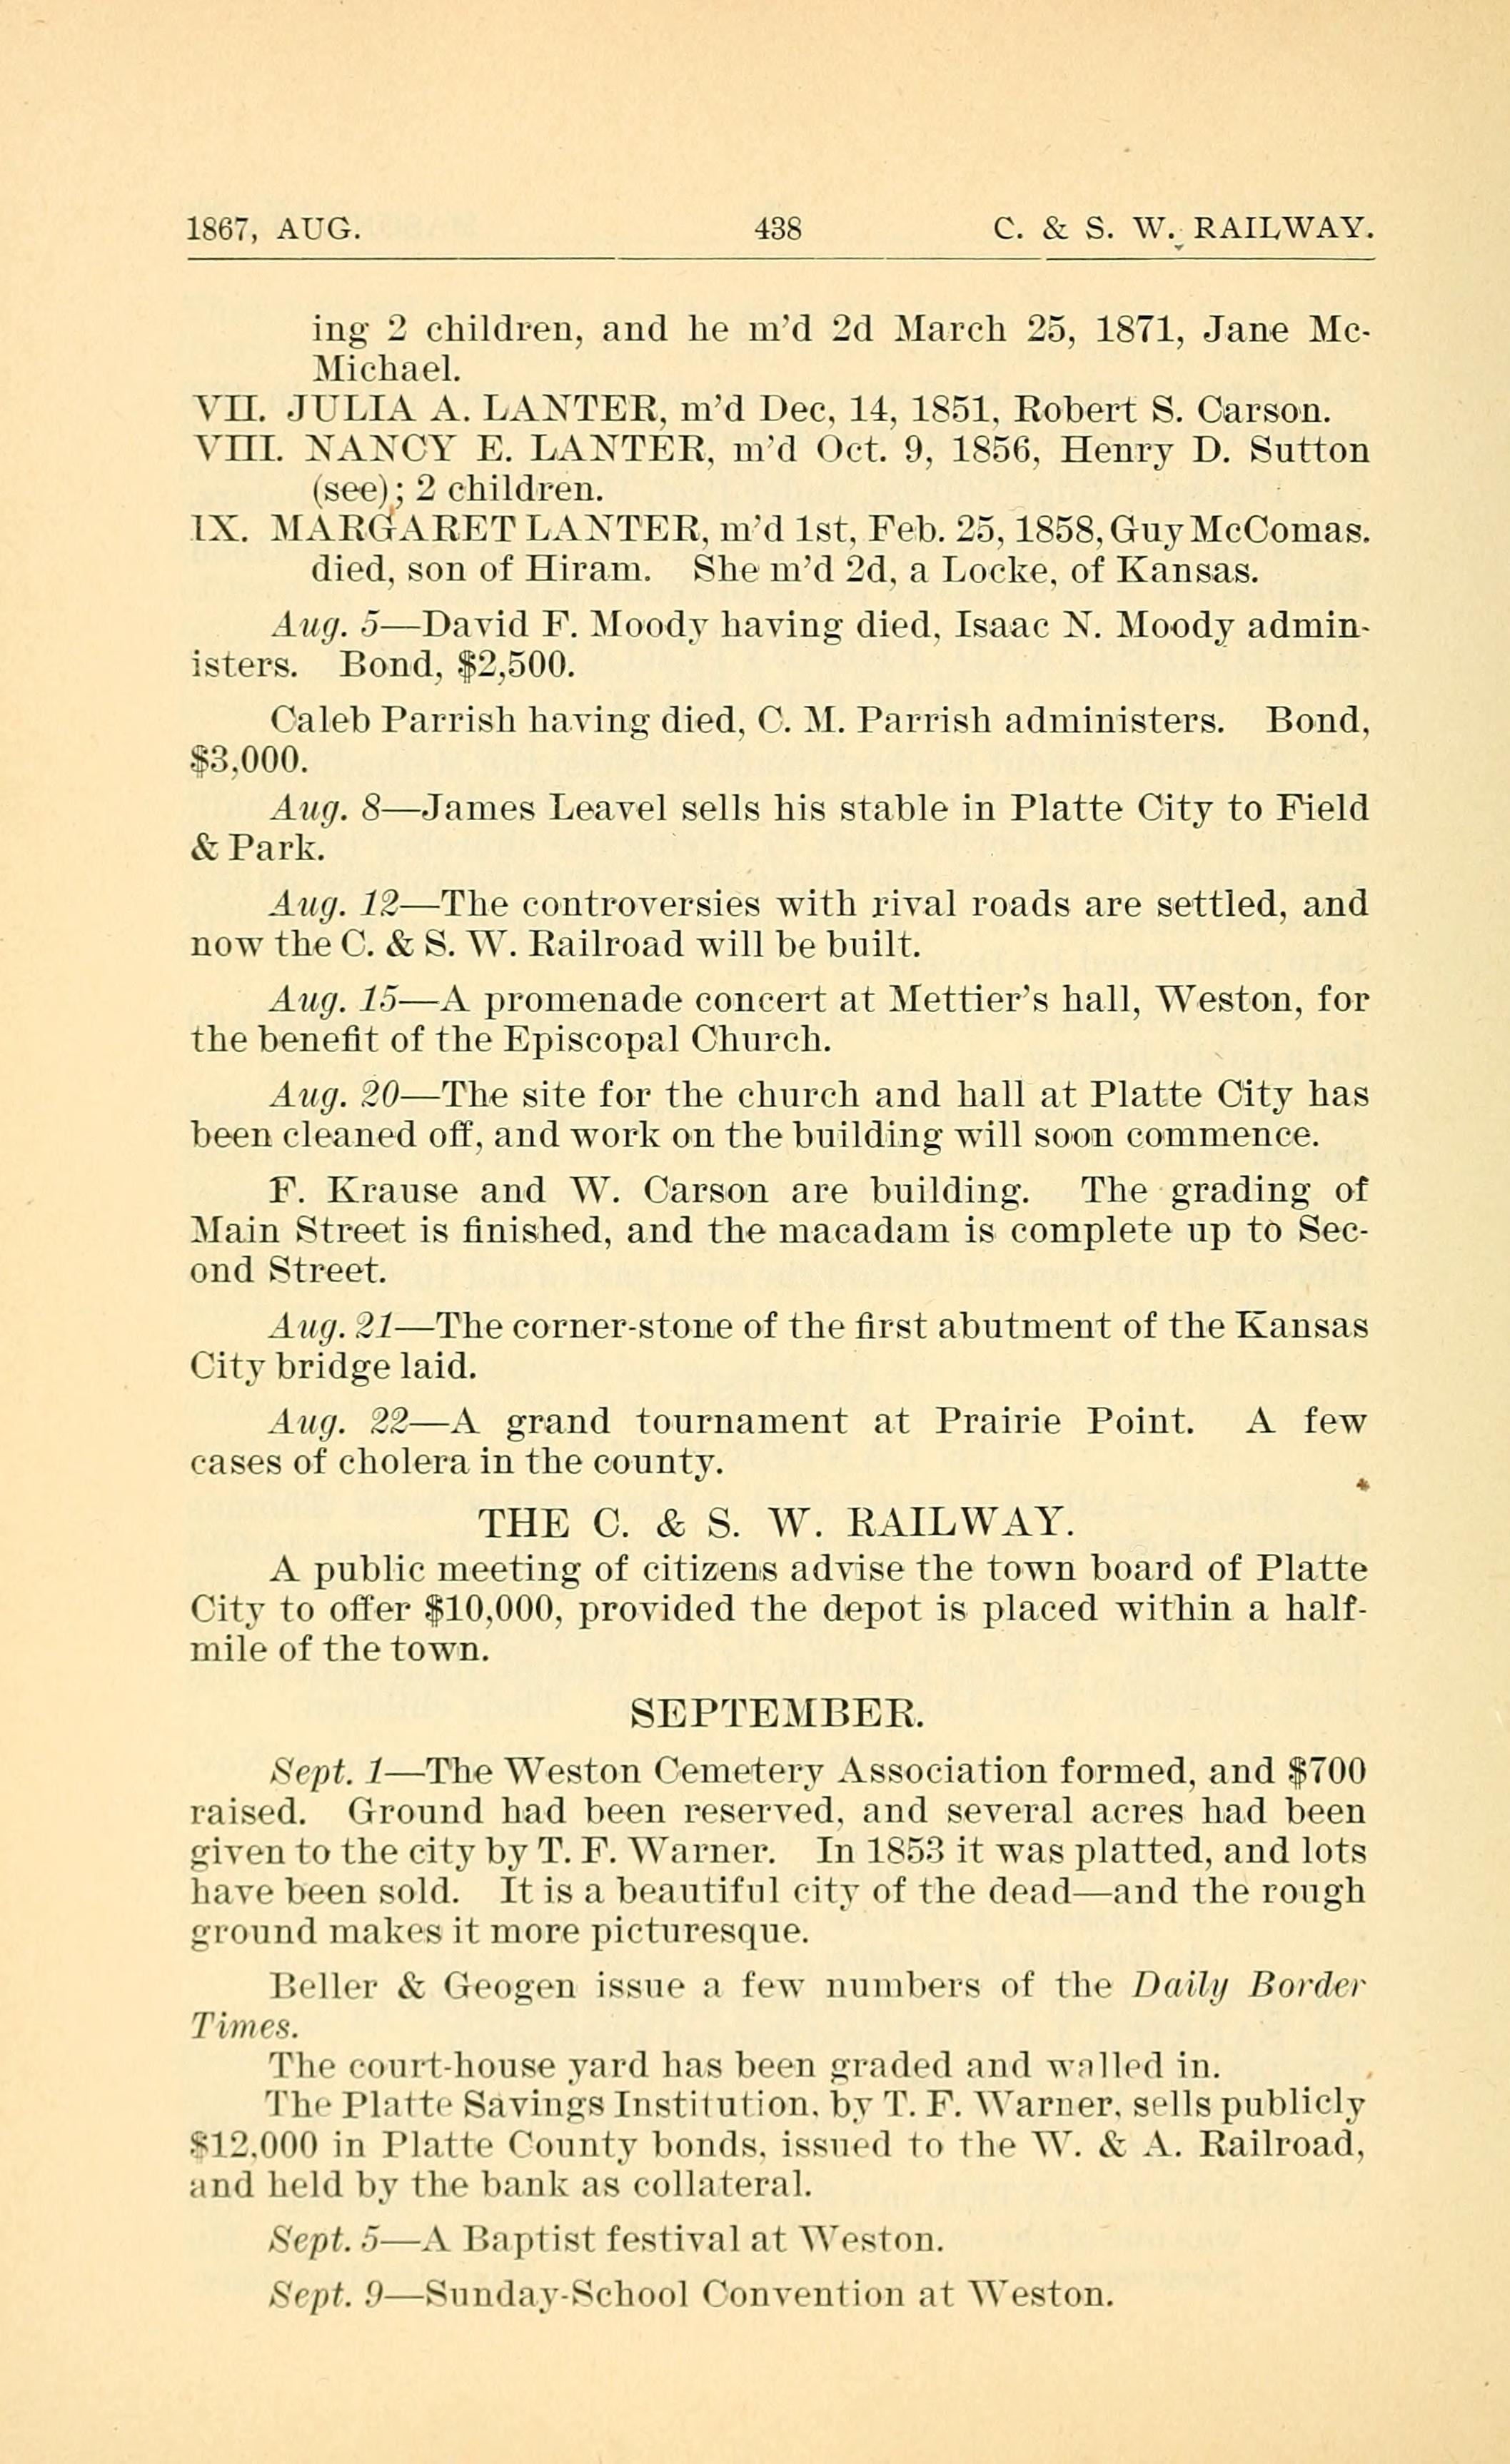 1867, AUG. 438 C. & S. W. RAILWAY.
ing 2 children, and he m'd 2d March 25, 1871, Jane Mc-
Michael.
VII. JULIA A. LANTER, m'd Dec, 14, 1851, Robert S. Carson.
VIII. NANCY E. LANTER, m'd Oct. 9, 1856, Henry D. Sutton
(see); 2 children.
IX. MARGARET LANTER, m'd 1st, Feb. 25, 1858, Guy McComas.
died, son of Hiram. She m'd 2d, a Locke, of Kansas.
Aug. 5—David F. Moody having died, Isaac N. Moody admin-
isters. Bond, $2,500.
Caleb Parrish having died, C. M. Parrish administers. Bond,
$3,000.
Aug. 8—James Leavel sells his stable in Platte City to Field
& Park.
Aug. 12—The controversies with rival roads are settled, and
now the C. & S. W. Railroad will be built.
Aug. 15—A promenade concert at Mettier's hall, Weston, for
the benefit of the Episcopal Church.
Aug. 20—The site for the church and hall at Platte City has
been cleaned off, and work on the building will soon commence.
F. Krause and W. Carson are building. The grading of
Main Street is finished, and the macadam is complete up to Sec-
ond Street.
Aug. 21—The corner-stone of the first abutment of the Kansas
City bridge laid.
Aug. 22—A grand tournament at Prairie Point. A few
cases of cholera in the county.
THE C. & S. W. RAILWAY.
A public meeting of citizens advise the town board of Platte
City to offer $10,000, provided the depot is placed within a half-
mile of the town.
SEPTEMBER.
Sept. 1—The Weston Cemetery Association formed, and $700
raised. Ground had been reserved, and several acres had been
given to the city by T. F. Warner. In 1853 it was platted, and lots
have been sold. It is a beautiful city of the dead—and the rough
ground makes it more picturesque.
Beller & Geogen issue a few numbers of the Daily Border
Times.
The court-house yard has been graded and walled in.
The Platte Savings Institution, by T. F. Warner, sells publicly
$12,000 in Platte County bonds, issued to the W. & A. Railroad,
and held by the bank as collateral.
Sept. 5—A Baptist festival at Weston.
Sept. 9—Sunday-School Convention at Weston.